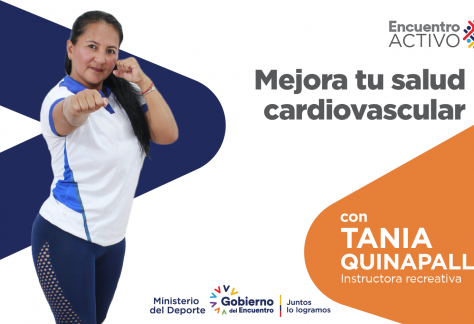 Encuentro
ACTIVO
Mejora tu salud
cardiovascular
con
TANIA
QUINAPALL
Instructora recreativa
Ministerio
del Deporte
Gobierno
del Encuentro
Juntos
lo logramos